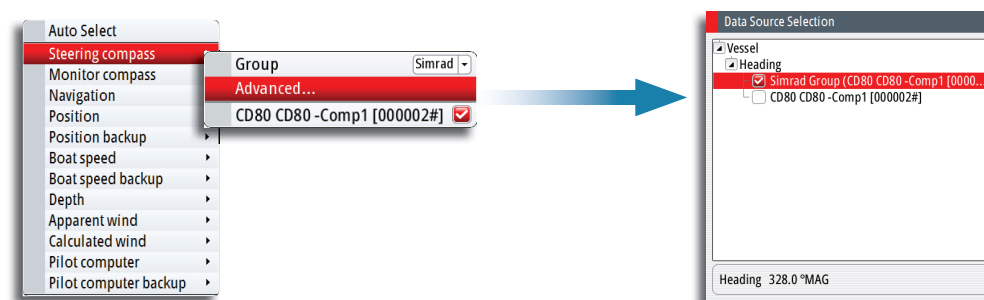 Auto Select
Steering compass
Monitor compass
Navigation
Position
Position backup
Boat speed
Boat speed backup
Depth
Apparent wind
Calculated wind
Pilot computer
Pilot computer backup
Group Simrad
Advanced...
CD80 CD80 -Comp1 [000002#]
Data Source Selection
Vessel
Heading
Simrad Group (CD80 CD80 -Comp1 [0000..
CD80 CD80 -Comp1 [000002#]
Heading 328.0 °MAG